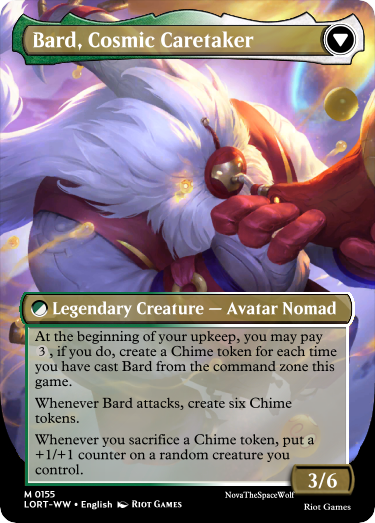 Bard, Cosmic Caretaker
Legendary Creature — Avatar Nomad
At the beginning of your upkeep, you may pay
3, if you do, create a Chime token for each time
you have cast Bard from the command zone this
game.
Whenever Bard attacks, create six Chime
tokens.
Whenever you sacrifice a Chime token, put a
+1/+1 counter on a random creature you
control.
3/6
M 0155
NovaTheSpaceWolf
LORT-WW • English Riot Games
Riot Games